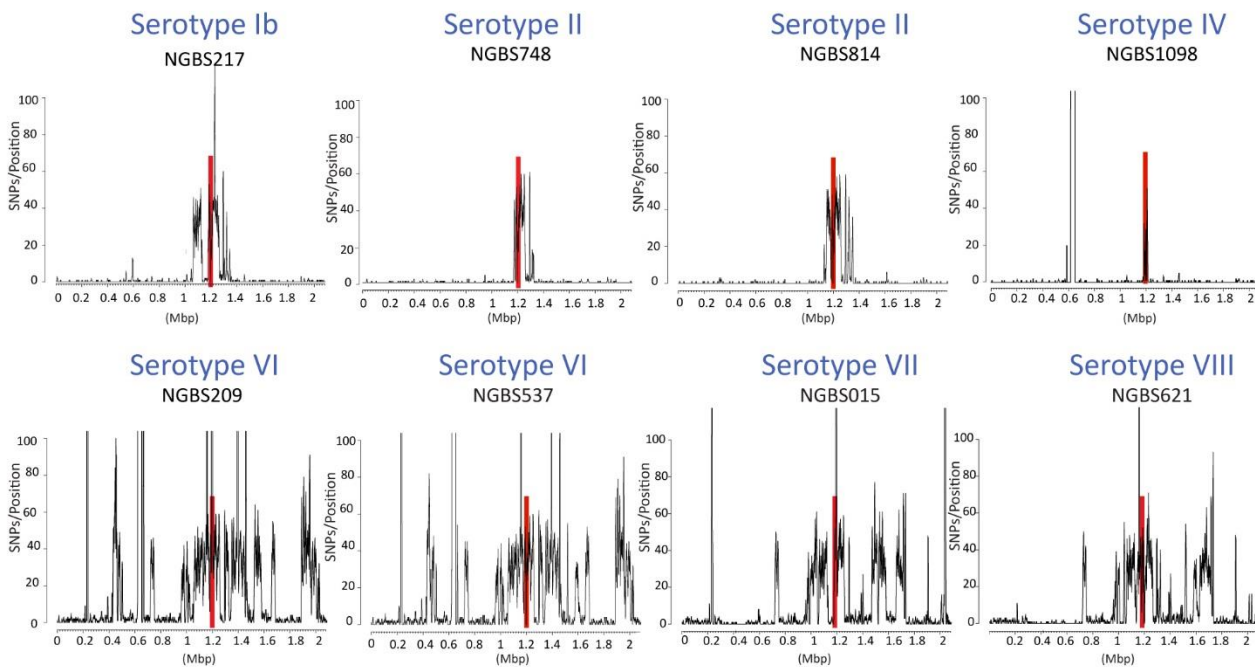 Serotype Ib
NGBS217
SNPs/Position
100
80
60
40
20
0
0 0.2 0.4 0.6 0.8 1 1.2 1.4 1.6 1.8 2
(Mbp)
Serotype II
NGBS748
SNPs/Position
100
80
60
40
20
0
0 0.2 0.4 0.6 0.8 1 1.2 1.4 1.6 1.8 2
(Mbp)
Serotype II
NGBS814
SNPs/Position
100
80
60
40
20
0
0 0.2 0.4 0.6 0.8 1 1.2 1.4 1.6 1.8 2
(Mbp)
Serotype IV
NGBS1098
SNPs/Position
100
80
60
40
20
0
0 0.2 0.4 0.6 0.8 1 1.2 1.4 1.6 1.8 2
(Mbp)
Serotype VI
NGBS209
SNPs/Position
100
80
60
40
20
0
0 0.2 0.4 0.6 0.8 1 1.2 1.4 1.6 1.8 2
(Mbp)
Serotype VI
NGBS537
SNPs/Position
100
80
60
40
20
0
0 0.2 0.4 0.6 0.8 1 1.2 1.4 1.6 1.8 2
(Mbp)
Serotype VII
NGBS015
SNPs/Position
100
80
60
40
20
0
0.2 0.4 0.6 0.8 1 1.2 1.4 1.6 1.8 2
(Mbp)
Serotype VIII
NGBS621
SNPs/Position
100
80
60
40
20
0
0 0.2 0.4 0.6 0.8 1 1.2 1.4 1.6 1.8 2
(Mbp)